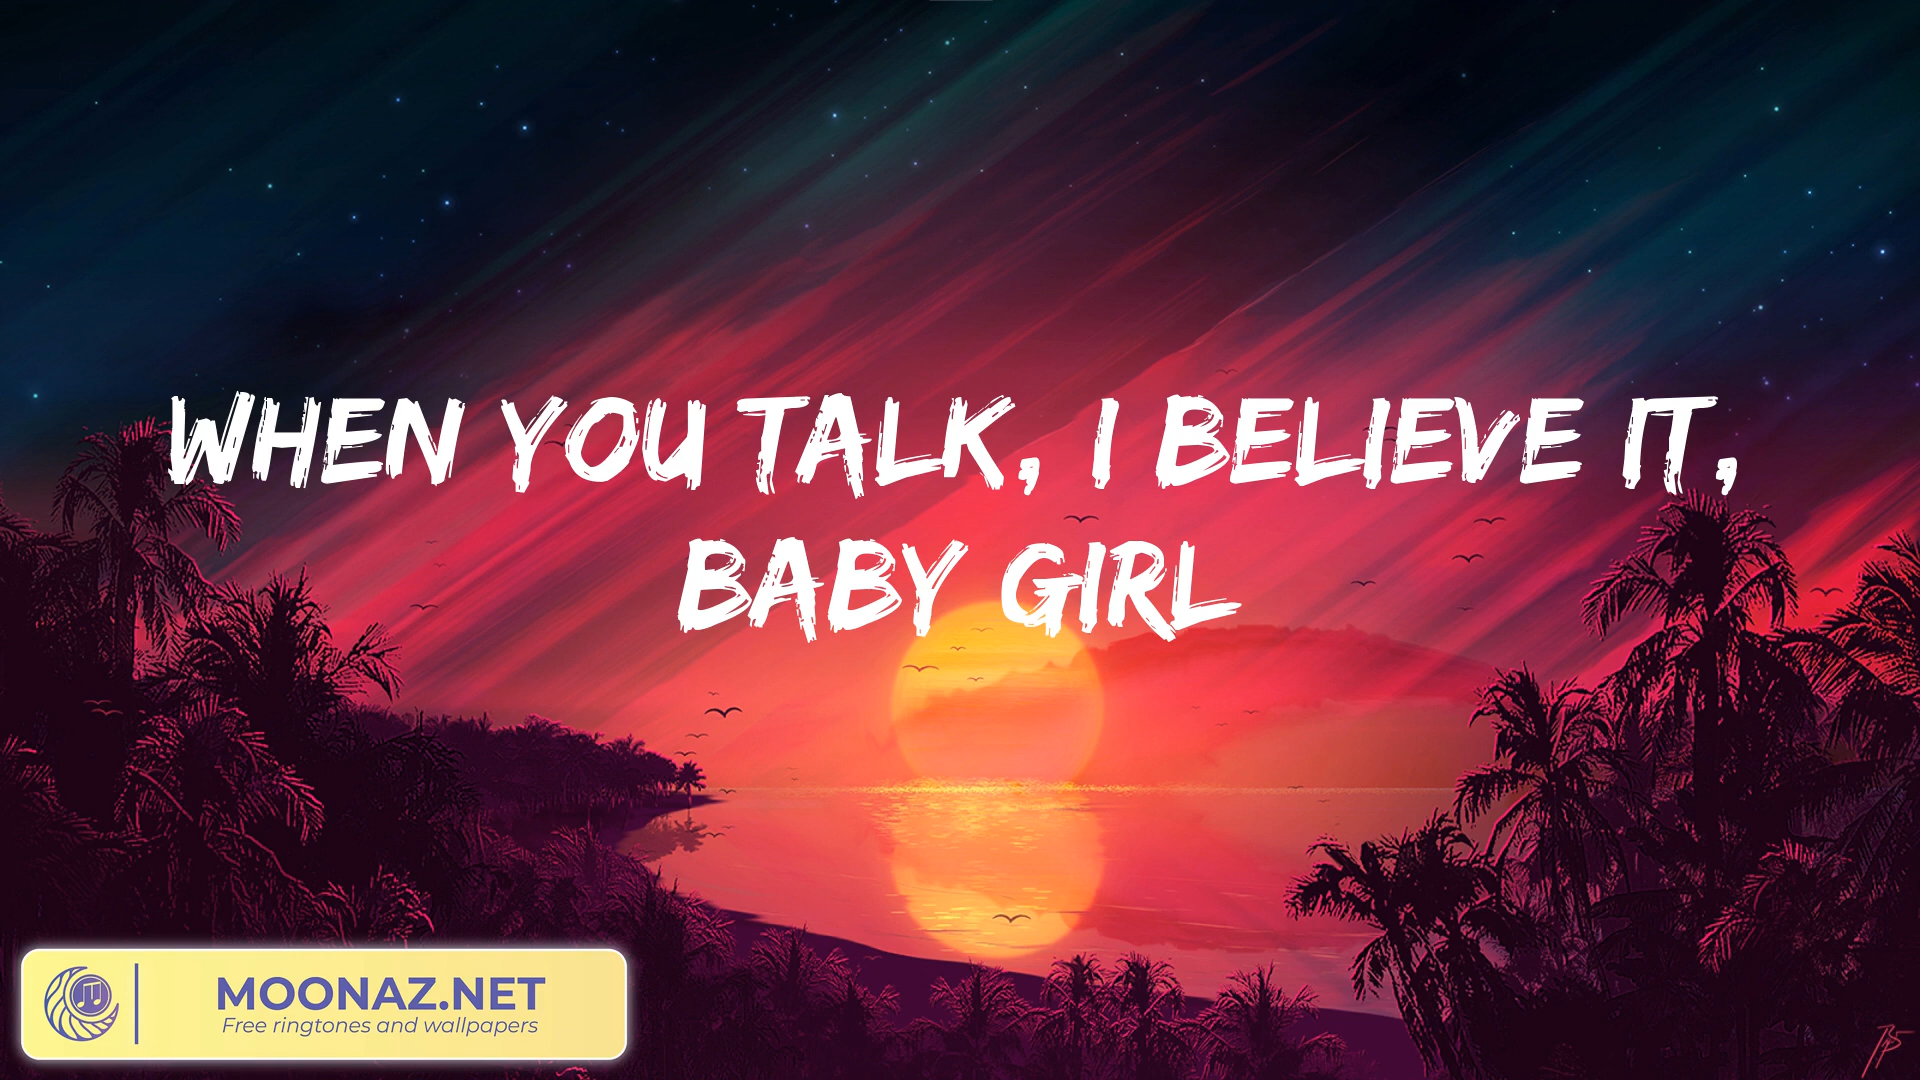 WHEN YOU TALK, I BELIEVE IT,
BABY GIRL
MOONAZ.NET
Free ringtones and wallpapers